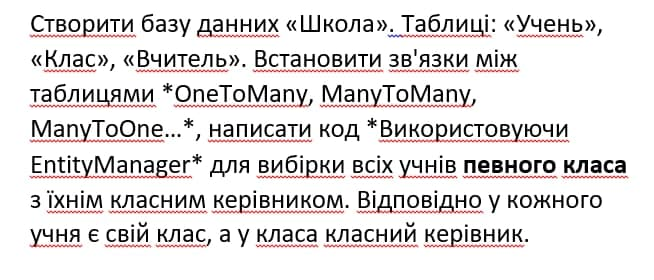 Створити базу данних «Школа». Таблиці: «Учень»,
«Клас», «Вчитель». Встановити зв'язки між
таблицями *OneToMany, ManyToMany,
ManyToOne...*, написати код *Використовуючи
EntityManager* для вибірки всіх учнів певного класа
з їхнім класним керівником. Відповідно у кожного
учня є свій клас, а у класа класний керівник.